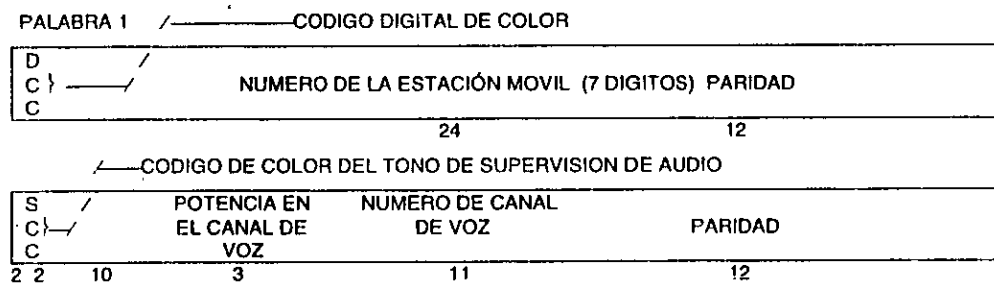 PALABRA 1 CODIGO DIGITAL DE COLOR
D
C NUMERO DE LA ESTACIÓN MOVIL (7 DIGITOS) PARIDAD
C
24 12
CODIGO DE COLOR DEL TONO DE SUPERVISION DE AUDIO
S POTENCIA EN NUMERO DE CANAL
C EL CANAL DE DE VOZ PARIDAD
C VOZ
2 2 10 3 11 12